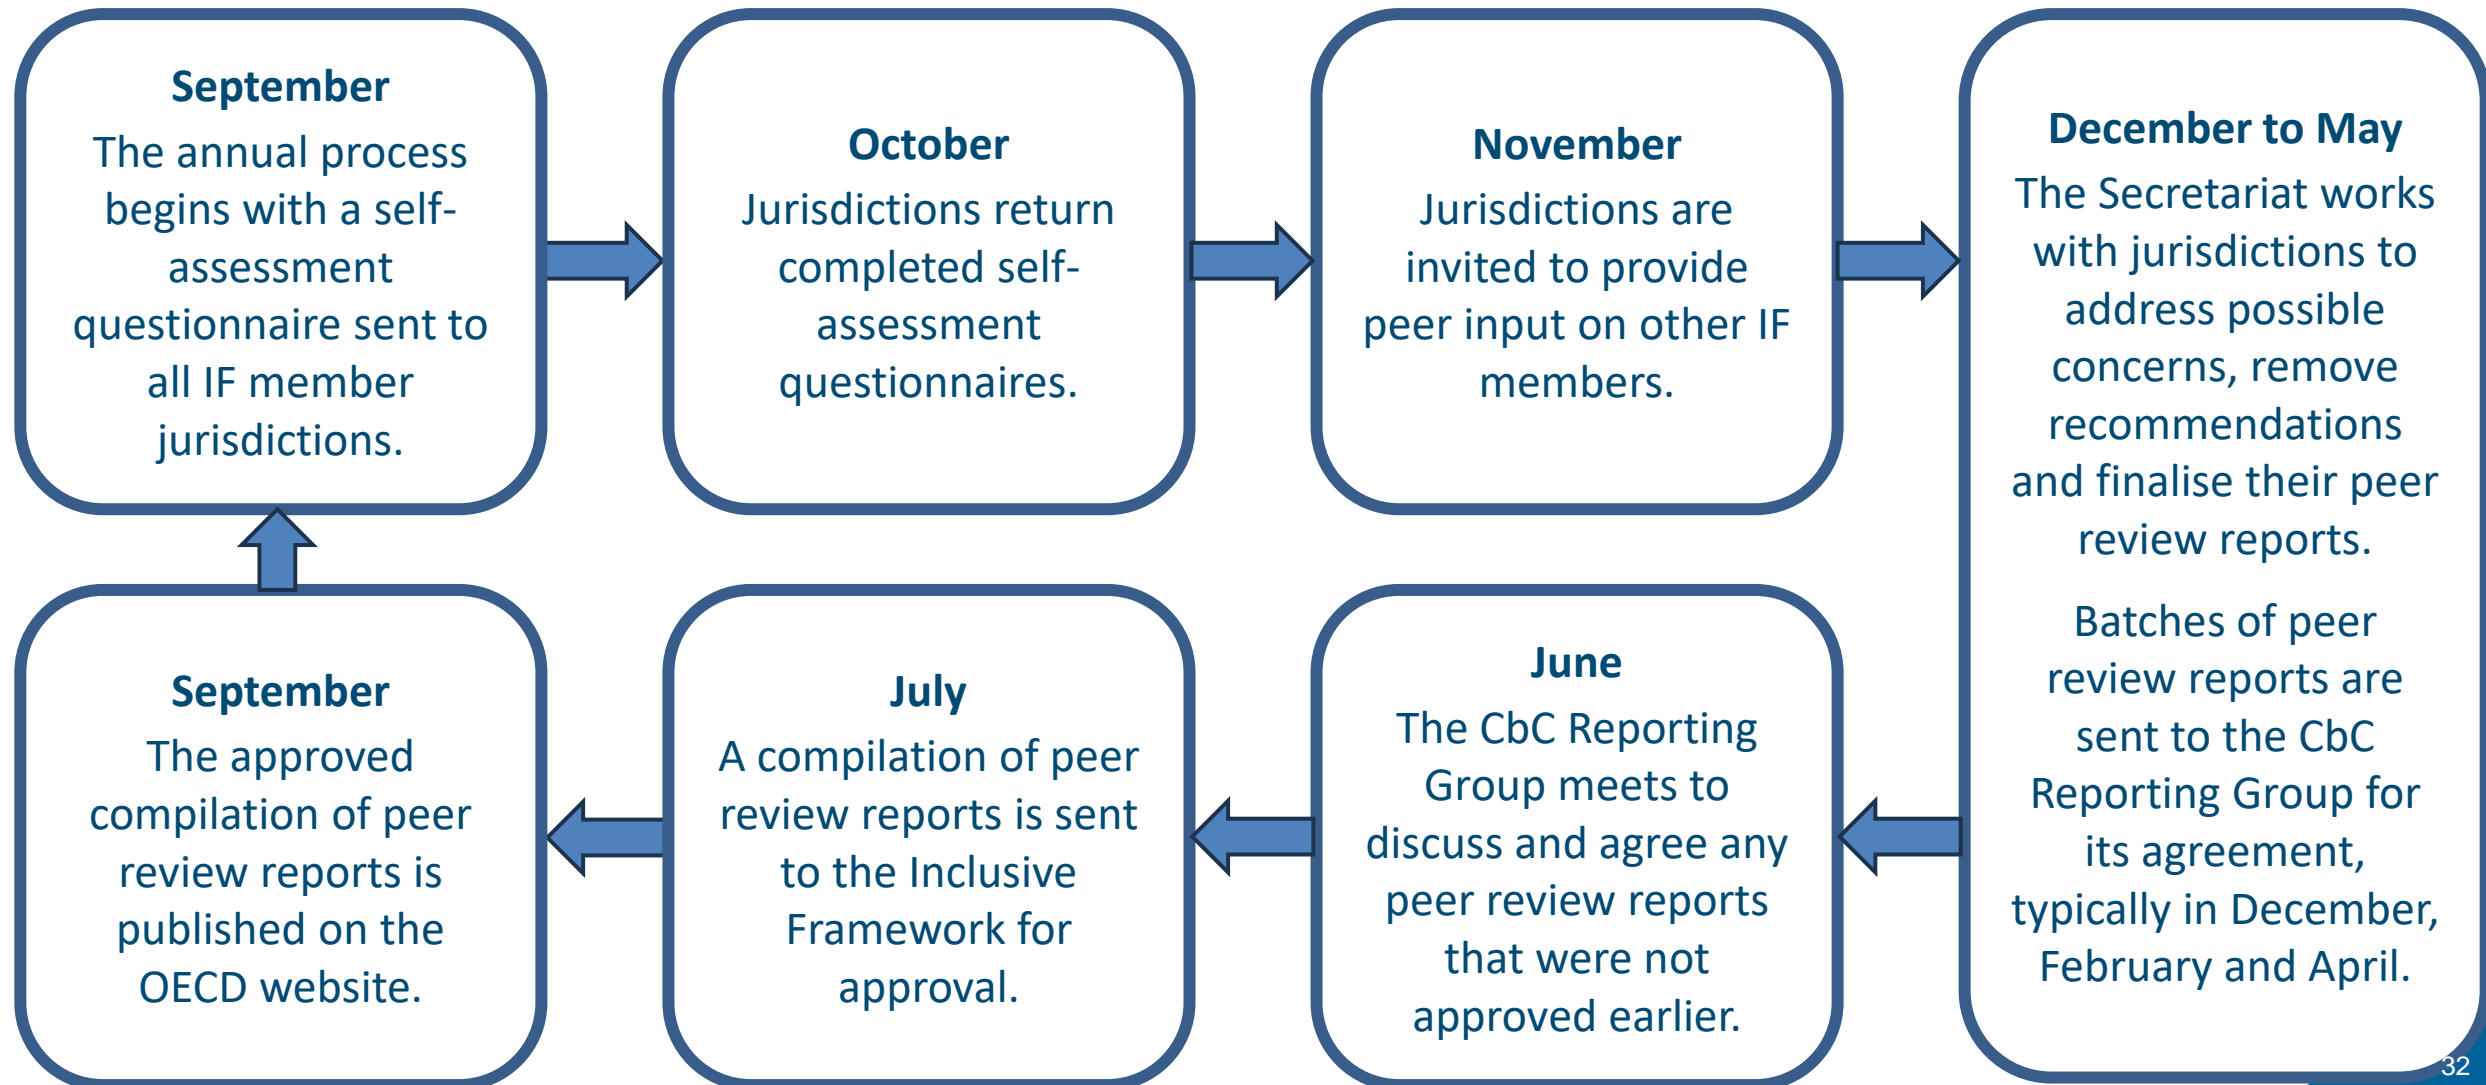 September
The annual process
begins with a self-
assessment
questionnaire sent to
all IF member
jurisdictions.
October
Jurisdictions return
completed self-
assessment
questionnaires.
November
Jurisdictions are
invited to provide
peer input on other IF
members.
December to May
The Secretariat works
with jurisdictions to
address possible
concerns, remove
recommendations
and finalise their peer
review reports.
Batches of peer
review reports are
sent to the CbC
Reporting Group for
its agreement,
typically in December,
February and April.
June
The CbC Reporting
Group meets to
discuss and agree any
peer review reports
that were not
approved earlier.
July
A compilation of peer
review reports is sent
to the Inclusive
Framework for
approval.
September
The approved
compilation of peer
review reports is
published on the
OECD website.
32